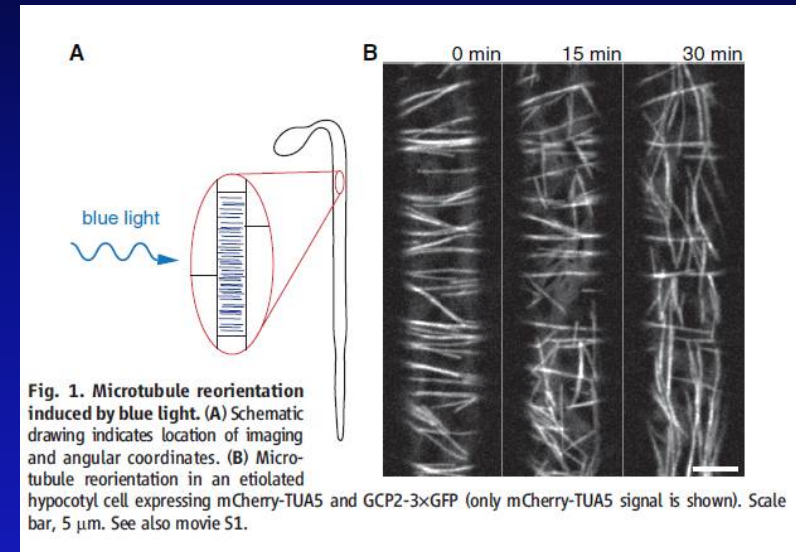 A
B
0 min 15 min 30 min
blue light
Fig. 1. Microtubule reorientation
induced by blue light. (A) Schematic
drawing indicates location of imaging
and angular coordinates. (B) Micro-
tubule reorientation in an etiolated
hypocotyl cell expressing mCherry-TUA5 and GCP2-3×GFP (only mCherry-TUA5 signal is shown). Scale
bar, 5 μm. See also movie S1.